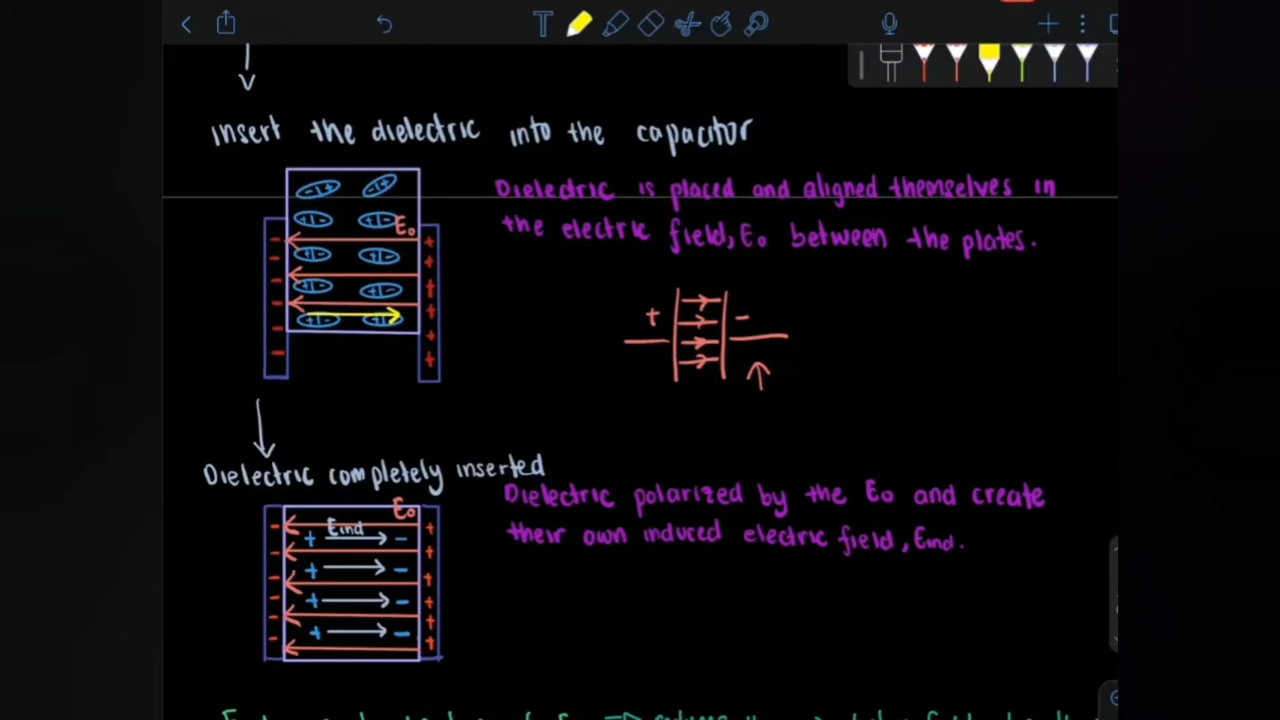 Insert the dielectric into the capacitor
Dielectric is placed and aligned themselves in
the electric field, E₀ between the plates.
E₀
Dielectric completely inserted
Dielectric polarized by the E₀ and create
their own induced electric field, Eind.
E₀
Eind